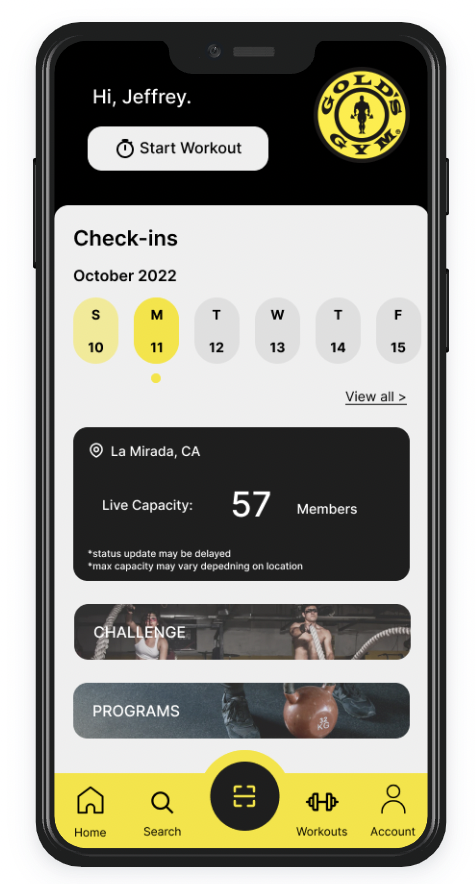 Hi, Jeffrey.
GOLD'S
GYM®
Start Workout
Check-ins
October 2022
S M T W T F
10 11 12 13 14 15
View all >
La Mirada, CA
Live Capacity: 57 Members
*status update may be delayed
*max capacity may vary depedning on location
CHALLENGE
PROGRAMS
Home Search Workouts Account